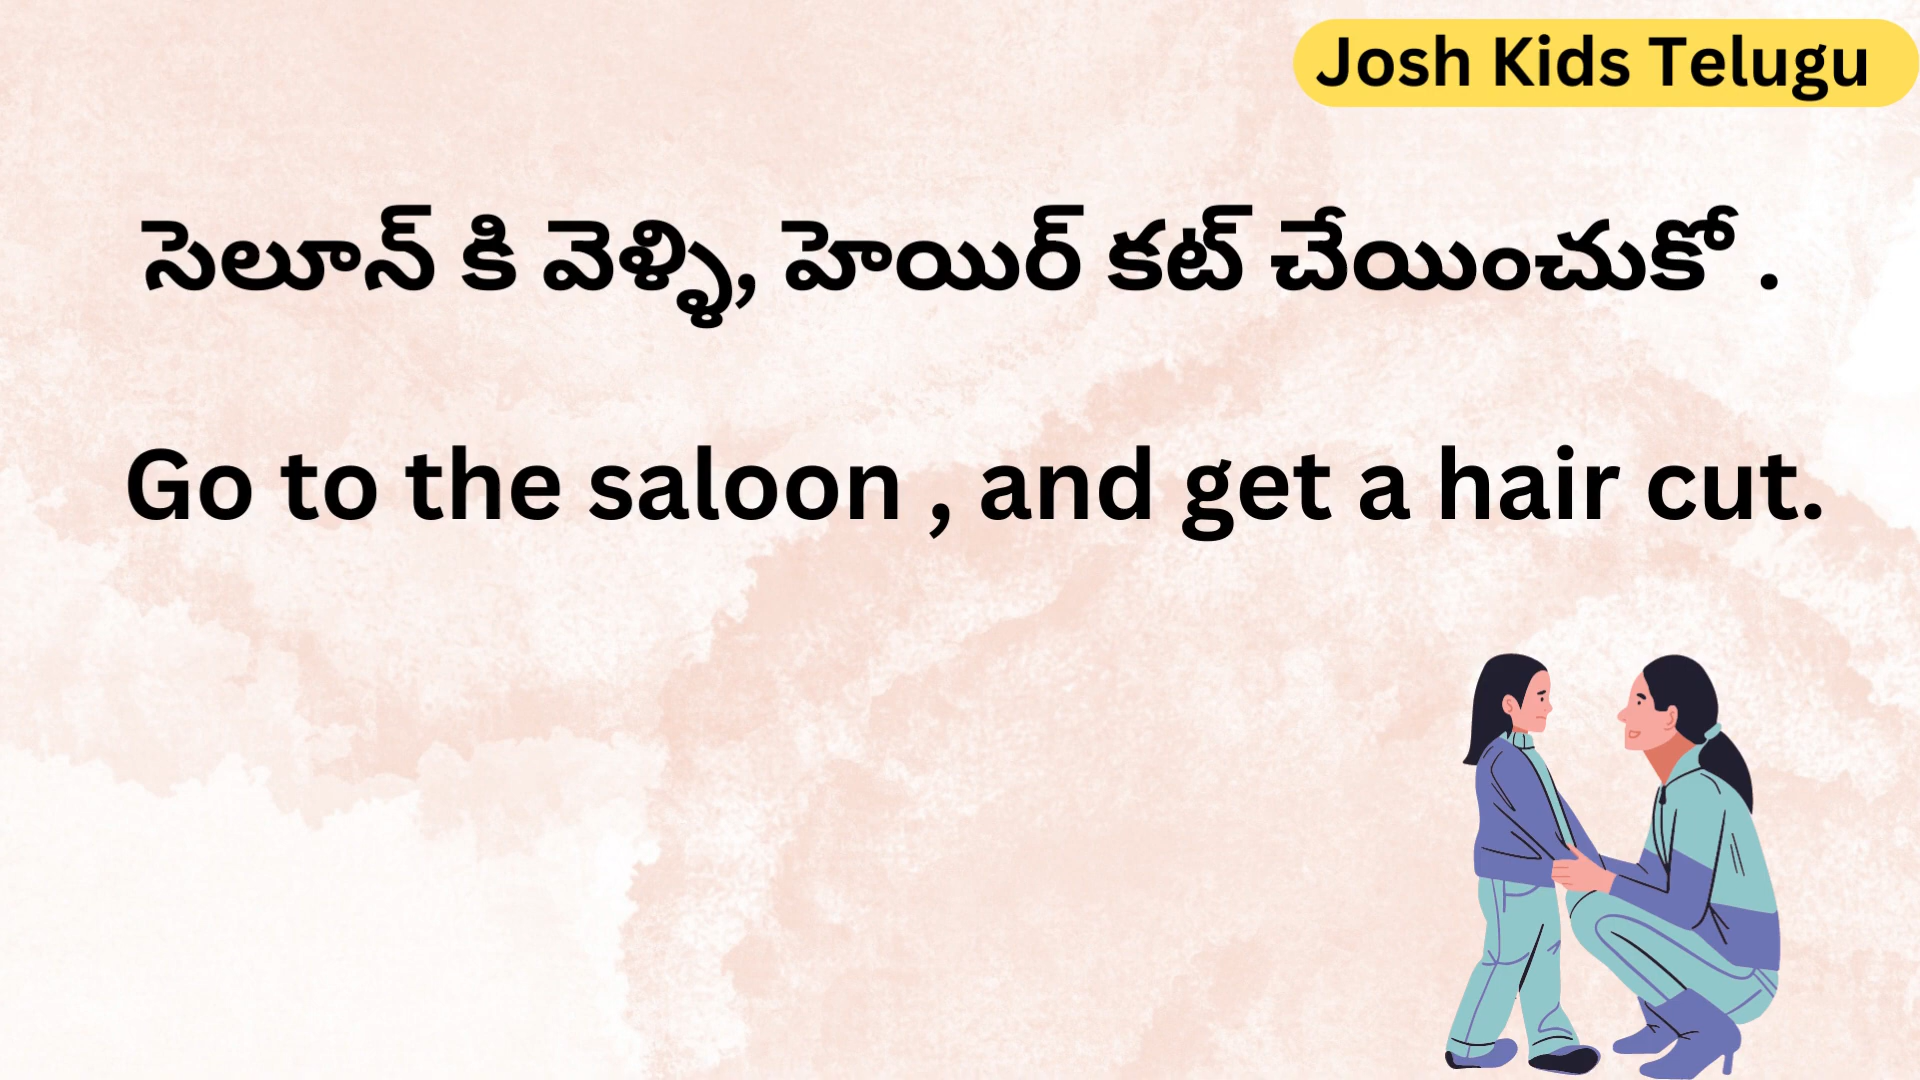 Josh Kids Telugu
సెలూన్ కి వెళ్ళి, హెయిర్ కట్ చేయించుకో .
Go to the saloon , and get a hair cut.